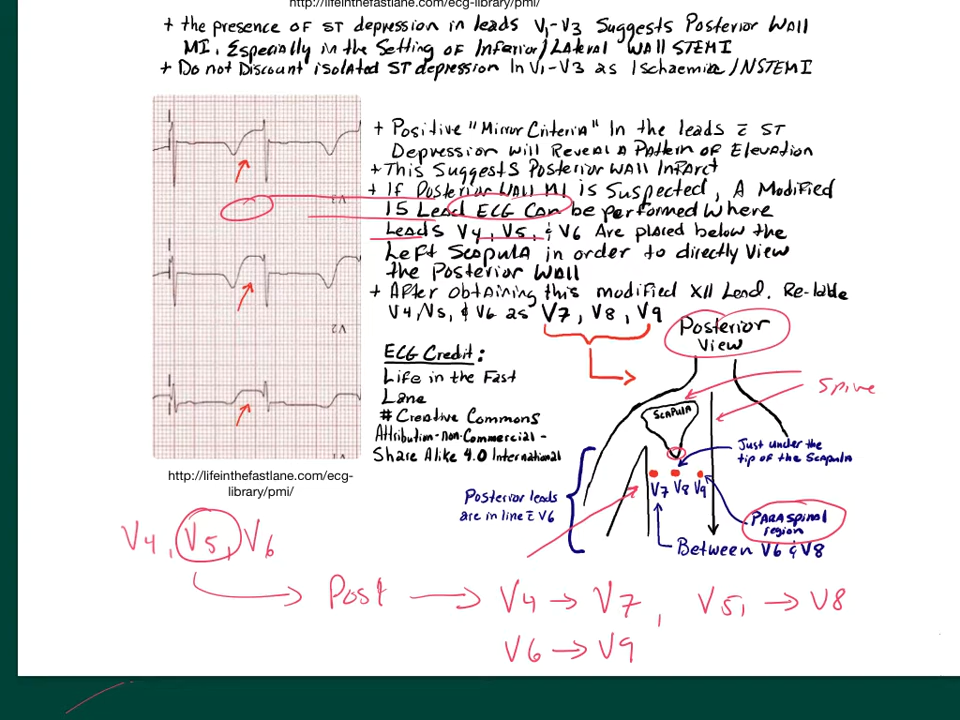 http://lifeinthefastlane.com/ecg-library/pmi/
+ the presence of ST depression in leads V1-V3 Suggests Posterior Wall
MI, Especially in the Setting of Inferior/Lateral Wall STEMI
+ Do not Discount isolated ST depression In V1-V3 as Ischaemia/NSTEMI
+ Positive "Mirror Criteria" In the leads c̄ ST
Depression will Reveal a Pattern of Elevation
+ This Suggests Posterior Wall Infarct
+ If Posterior Wall MI is Suspected, A Modified
15 Lead ECG Can be performed Where
Leads V4, V5, & V6 Are placed below the
Left Scapula in order to directly View
the Posterior Wall
+ After obtaining this modified XII Lead. Re-lable
V4, V5, & V6 as V7, V8, V9
V3
V2
Posterior
View
ECG Credit:
Life in the Fast
Lane
# Creative Commons
Attribution-non-Commercial-
Share Alike 4.0 International
Spine
Scapula
Just under the
tip of the Scapula
V7 V8 V9
Posterior leads
are in line c̄ V6
Paraspinal
region
Between V6 & V8
http://lifeinthefastlane.com/ecg-
library/pmi/
V4, V5, V6
Post → V4 → V7, V5, → V8
V6 → V9